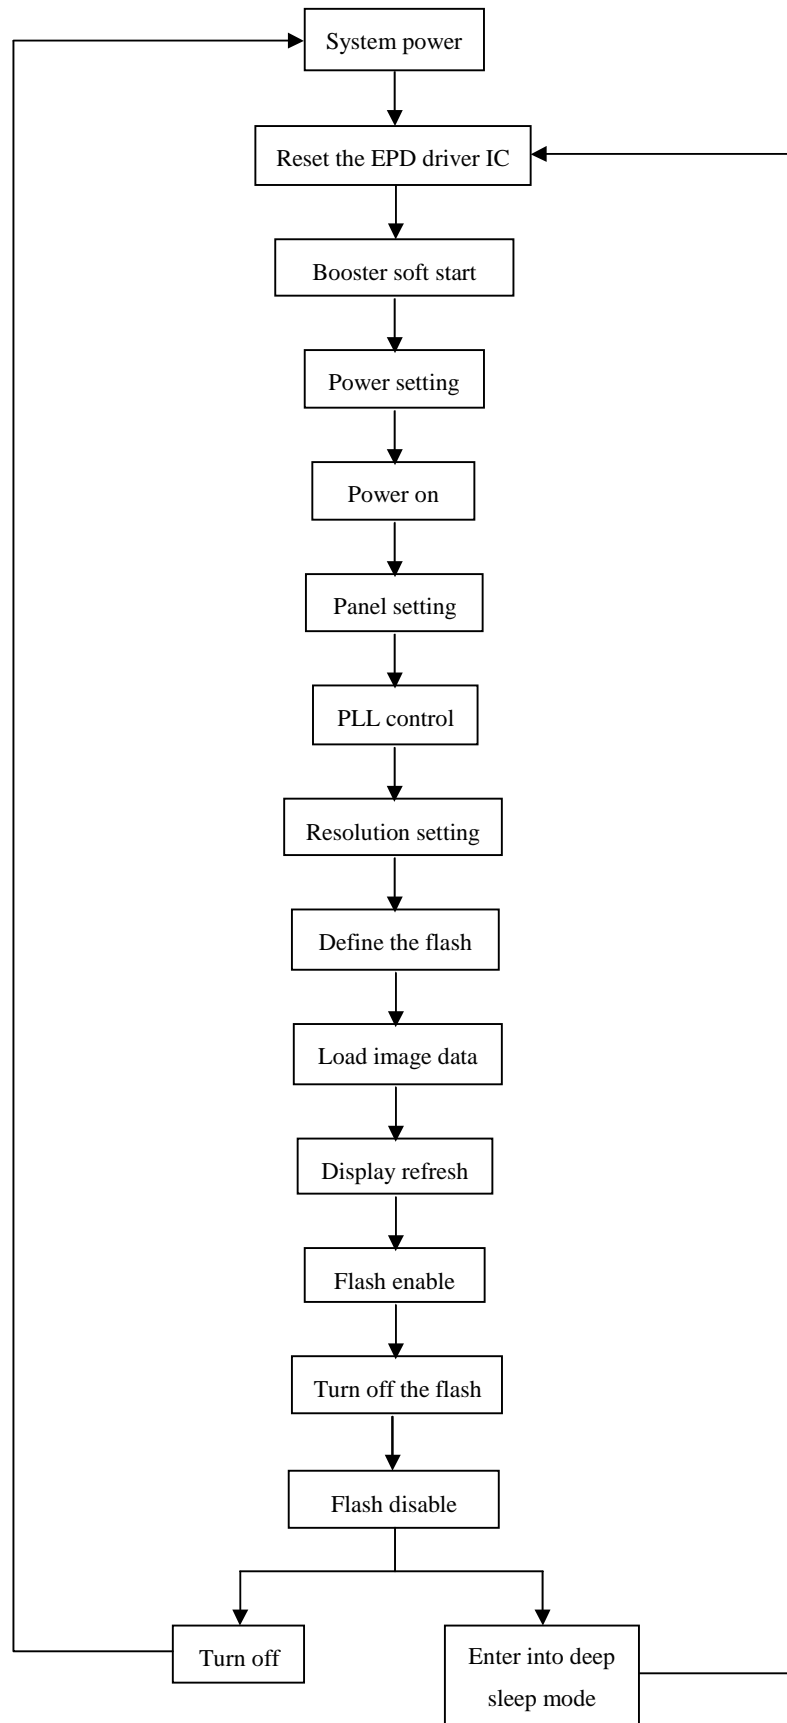 System power
Reset the EPD driver IC
Booster soft start
Power setting
Power on
Panel setting
PLL control
Resolution setting
Define the flash
Load image data
Display refresh
Flash enable
Turn off the flash
Flash disable
Turn off
Enter into deep
sleep mode